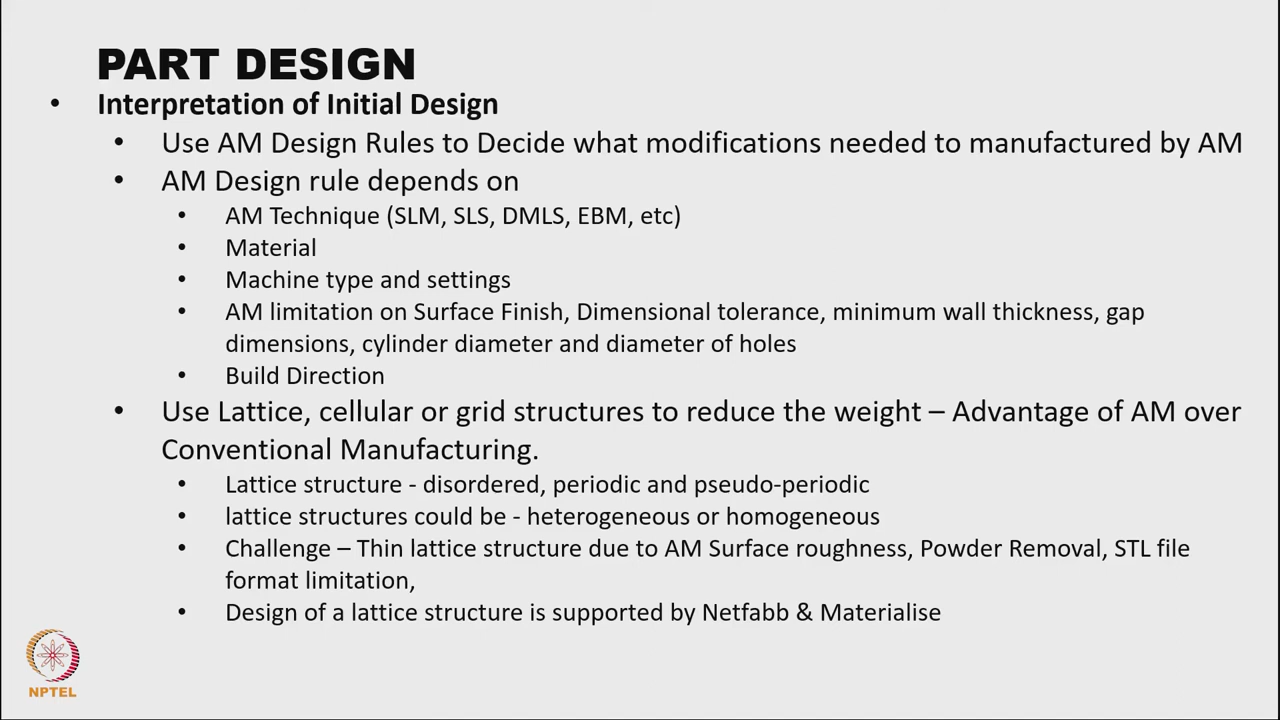 PART DESIGN
• Interpretation of Initial Design
• Use AM Design Rules to Decide what modifications needed to manufactured by AM
• AM Design rule depends on
• AM Technique (SLM, SLS, DMLS, EBM, etc)
• Material
• Machine type and settings
• AM limitation on Surface Finish, Dimensional tolerance, minimum wall thickness, gap
dimensions, cylinder diameter and diameter of holes
• Build Direction
• Use Lattice, cellular or grid structures to reduce the weight – Advantage of AM over
Conventional Manufacturing.
• Lattice structure - disordered, periodic and pseudo-periodic
• lattice structures could be - heterogeneous or homogeneous
• Challenge – Thin lattice structure due to AM Surface roughness, Powder Removal, STL file
format limitation,
• Design of a lattice structure is supported by Netfabb & Materialise
NPTEL